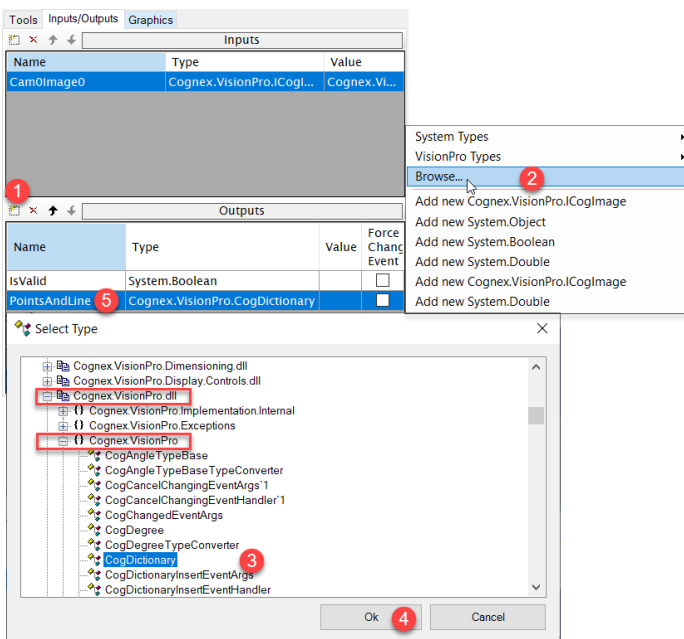 Tools Inputs/Outputs Graphics
Inputs
Name Type Value
Cam0Image0 Cognex.VisionPro.ICogI... Cognex.Vi...
1
Outputs
Name Type Value Force Chang Event
IsValid System.Boolean
PointsAndLine 5 Cognex.VisionPro.CogDictionary
System Types
VisionPro Types
Browse... 2
Add new Cognex.VisionPro.ICogImage
Add new System.Object
Add new System.Boolean
Add new System.Double
Add new Cognex.VisionPro.ICogImage
Add new System.Double
Select Type
Cognex.VisionPro.Dimensioning.dll
Cognex.VisionPro.Display.Controls.dll
Cognex.VisionPro.dll
{} Cognex.VisionPro.Implementation.Internal
{} Cognex.VisionPro.Exceptions
{} Cognex.VisionPro
CogAngleTypeBase
CogAngleTypeBaseTypeConverter
CogCancelChangingEventArgs`1
CogCancelChangingEventHandler`1
CogChangedEventArgs
CogDegree
CogDegreeTypeConverter
CogDictionary 3
CogDictionaryInsertEventArgs
CogDictionaryInsertEventHandler
Ok 4 Cancel